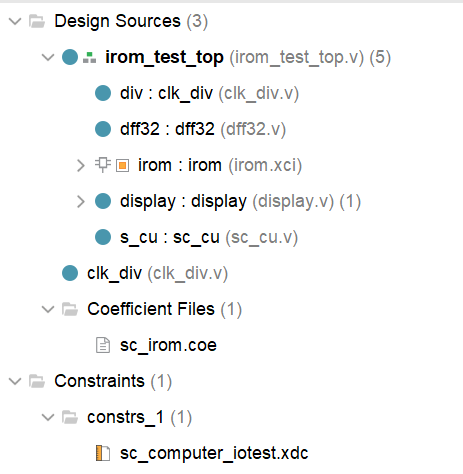 Design Sources (3)
irom_test_top (irom_test_top.v) (5)
div : clk_div (clk_div.v)
dff32 : dff32 (dff32.v)
irom : irom (irom.xci)
display : display (display.v) (1)
s_cu : sc_cu (sc_cu.v)
clk_div (clk_div.v)
Coefficient Files (1)
sc_irom.coe
Constraints (1)
constrs_1 (1)
sc_computer_iotest.xdc